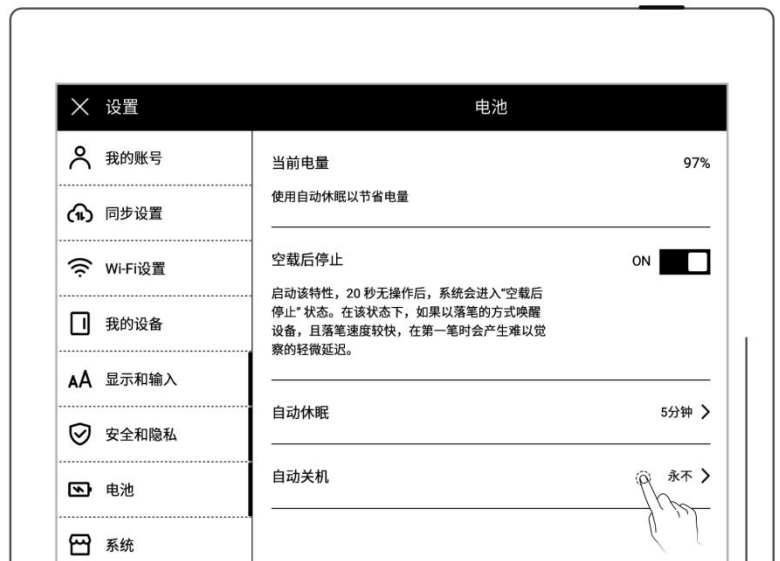 设置
电池
我的账号
同步设置
Wi-Fi设置
我的设备
AA 显示和输入
安全和隐私
电池
系统
当前电量 97%
使用自动休眠以节省电量
空载后停止 ON
启动该特性，20 秒无操作后，系统会进入“空载后
停止” 状态。在该状态下，如果以落笔的方式唤醒
设备，且落笔速度较快，在第一笔时会产生难以觉
察的轻微延迟。
自动休眠 5分钟
自动关机 永不